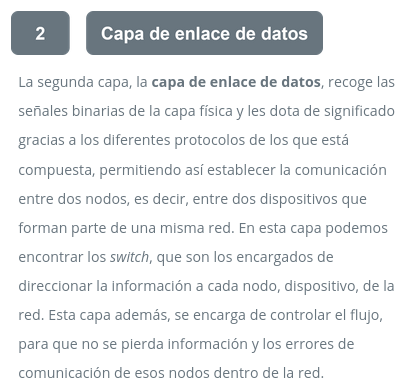 2 Capa de enlace de datos
La segunda capa, la capa de enlace de datos, recoge las
señales binarias de la capa física y les dota de significado
gracias a los diferentes protocolos de los que está
compuesta, permitiendo así establecer la comunicación
entre dos nodos, es decir, entre dos dispositivos que
forman parte de una misma red. En esta capa podemos
encontrar los switch, que son los encargados de
direccionar la información a cada nodo, dispositivo, de la
red. Esta capa además, se encarga de controlar el flujo,
para que no se pierda información y los errores de
comunicación de esos nodos dentro de la red.